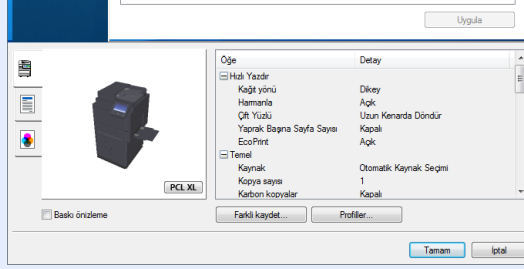 Uygula
Öğe Detay
Hızlı Yazdır
Kağıt yönü Dikey
Harmanla Açık
Çift Yüzlü Uzun Kenarda Döndür
Yaprak Başına Sayfa Sayısı Kapalı
EcoPrint Açık
Temel
Kaynak Otomatik Kaynak Seçimi
Kopya sayısı 1
Karbon kopyalar Kapalı
PCL XL
Baskı önizleme
Farklı kaydet... Profiller...
Tamam İptal